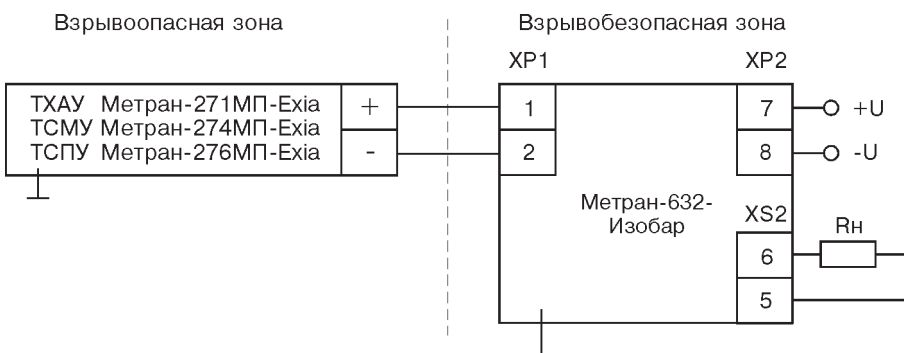 Взрывоопасная зона
Взрывобезопасная зона
XP1
XP2
ТХАУ Метран-271МП-Exia
ТСМУ Метран-274МП-Exia
ТСПУ Метран-276МП-Exia
+
-
1
2
7
8
+U
-U
Метран-632-
Изобар
XS2
6
5
Rн